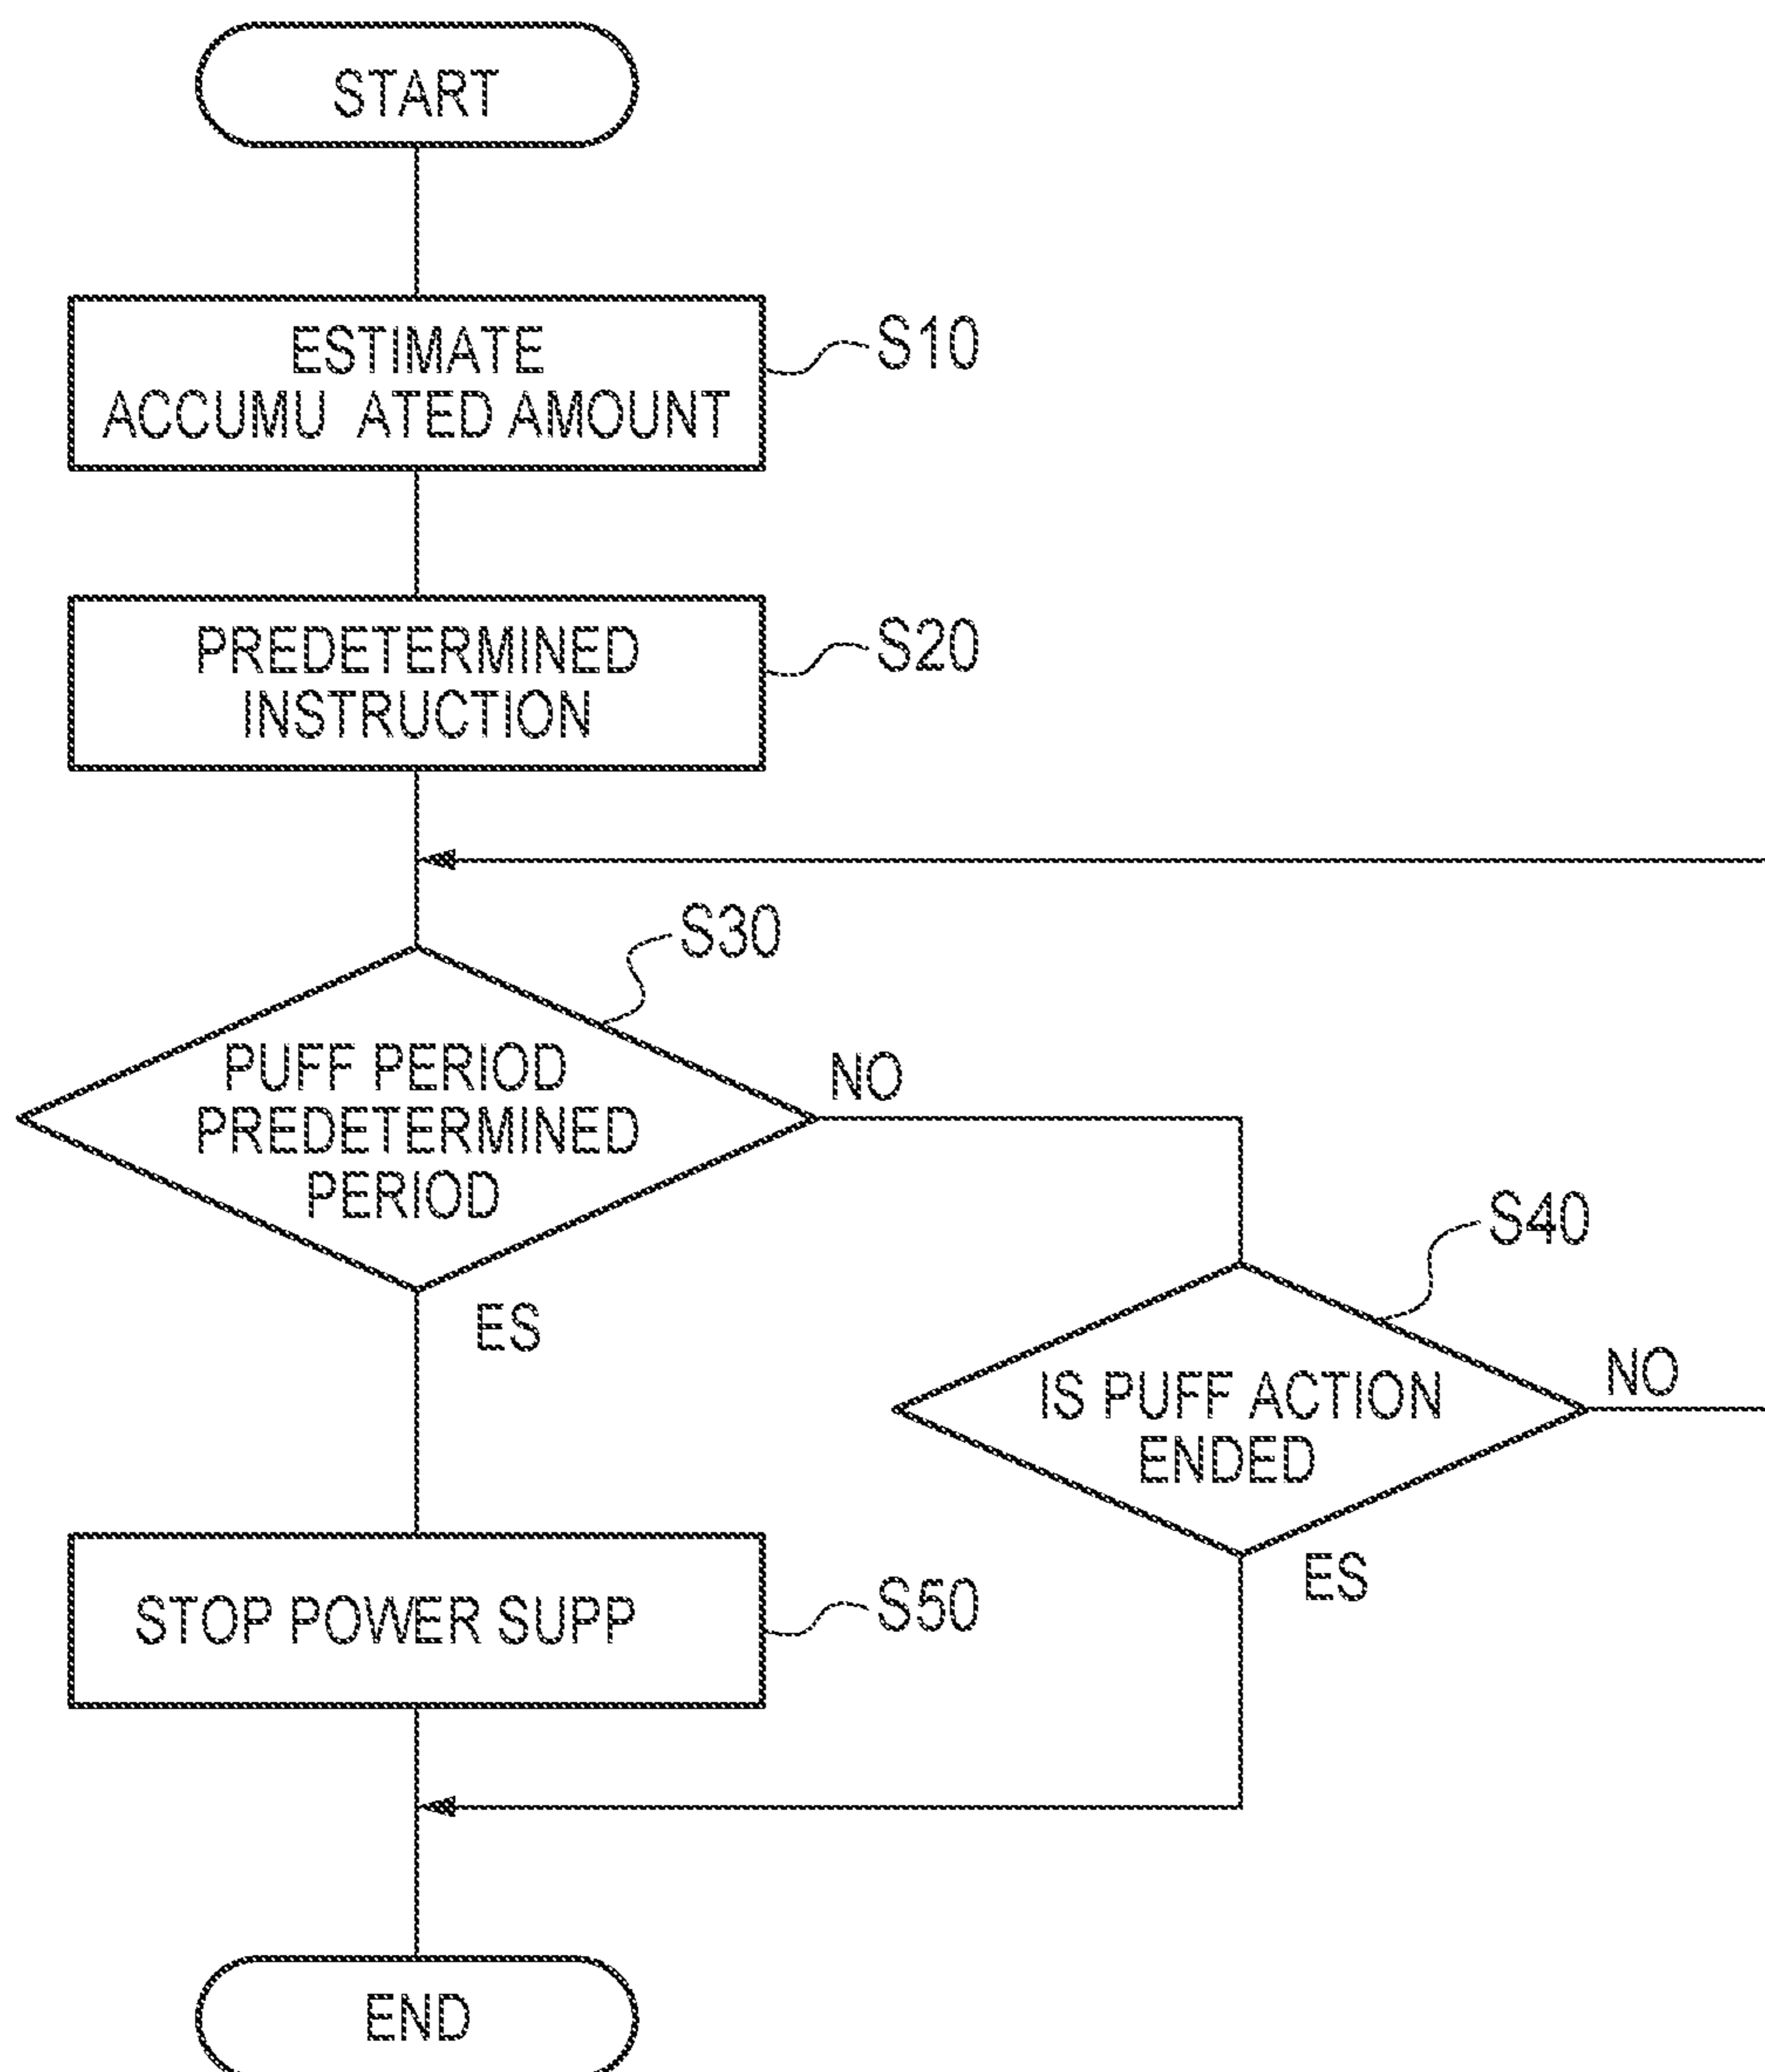 START
ESTIMATE
ACCUMU ATED AMOUNT
S10
PREDETERMINED
INSTRUCTION
S20
S30
PUFF PERIOD
PREDETERMINED
PERIOD
NO
ES
S40
IS PUFF ACTION
ENDED
NO
ES
STOP POWER SUPP
S50
END